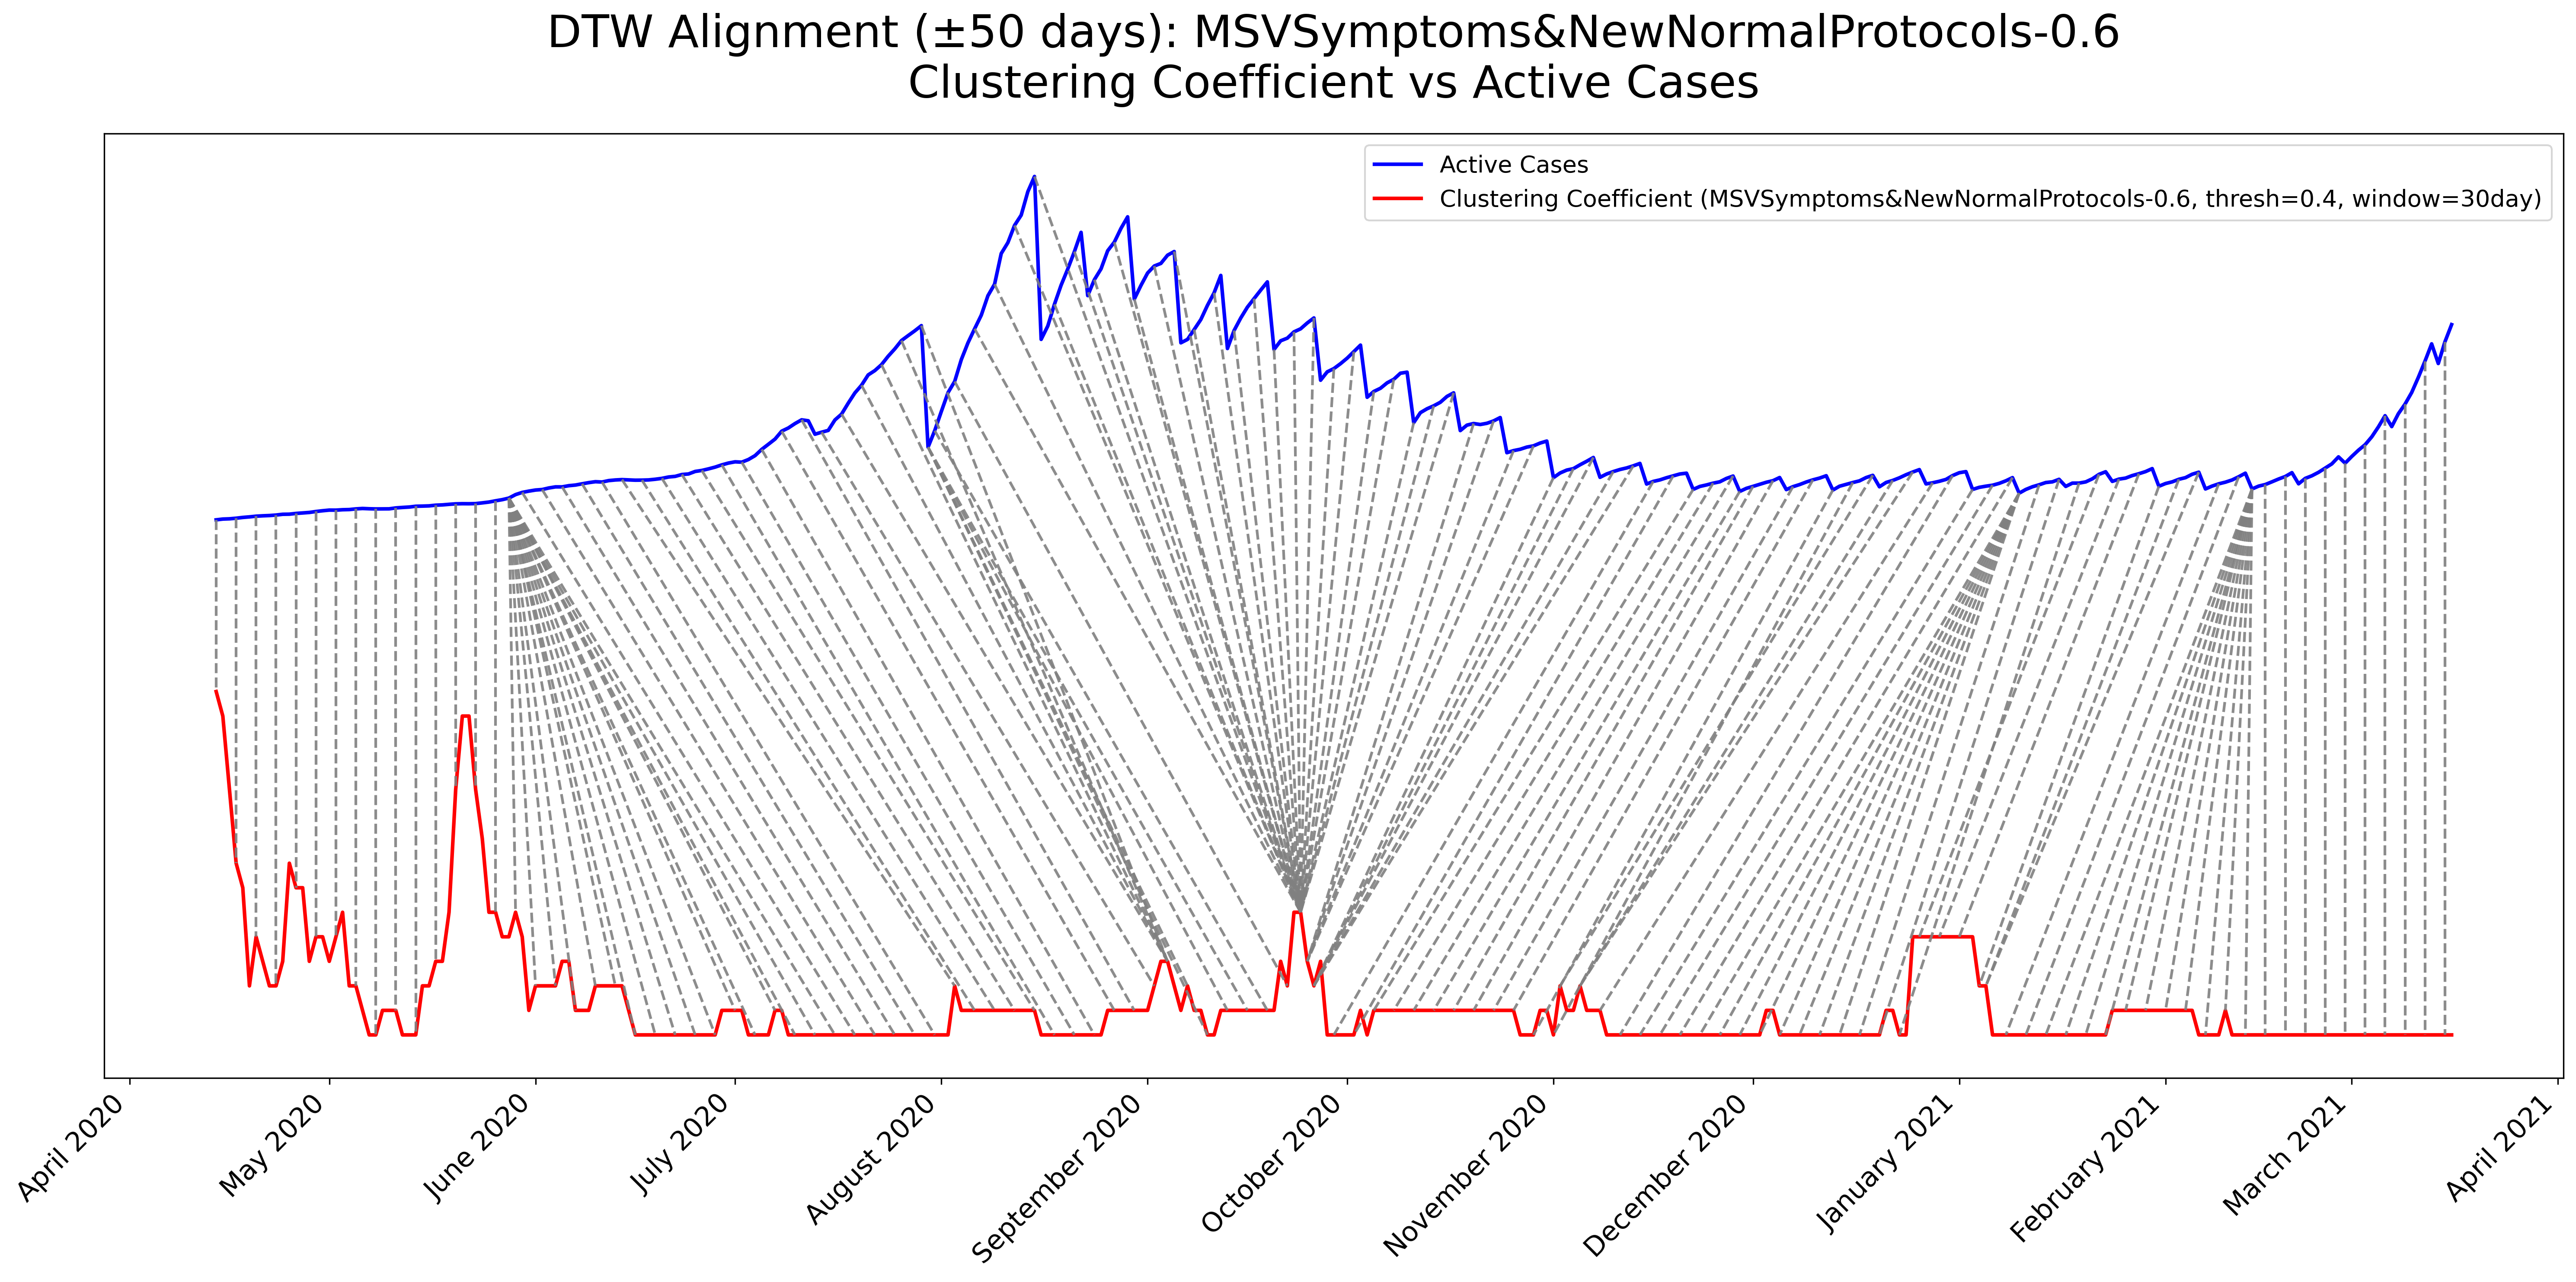 DTW Alignment (±50 days): MSVSymptoms&NewNormalProtocols-0.6
Clustering Coefficient vs Active Cases
Active Cases
Clustering Coefficient (MSVSymptoms&NewNormalProtocols-0.6, thresh=0.4, window=30day)
April 2020
May 2020
June 2020
July 2020
August 2020
September 2020
October 2020
November 2020
December 2020
January 2021
February 2021
March 2021
April 2021